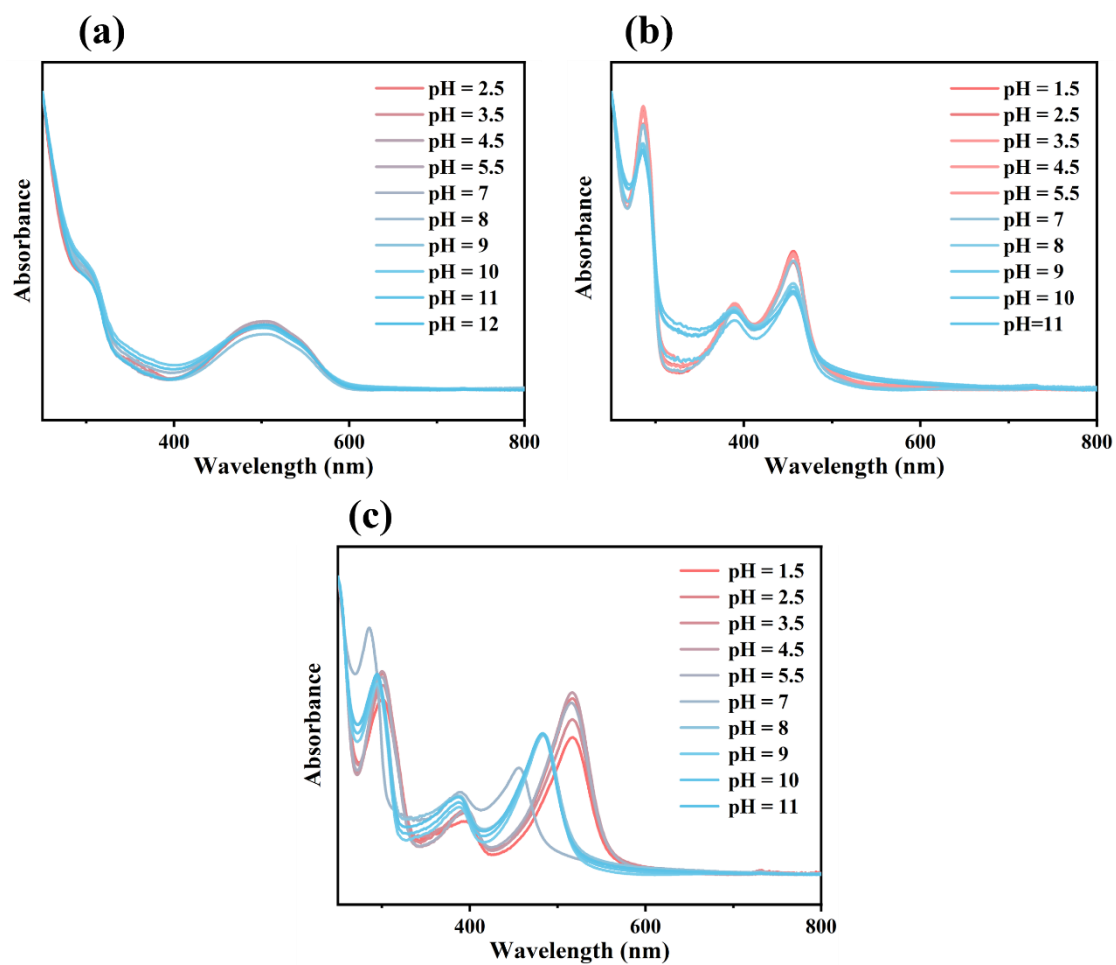 (a)
pH = 2.5
pH = 3.5
pH = 4.5
pH = 5.5
pH = 7
pH = 8
pH = 9
pH = 10
pH = 11
pH = 12
Absorbance
400
600
800
Wavelength (nm)
(b)
pH = 1.5
pH = 2.5
pH = 3.5
pH = 4.5
pH = 5.5
pH = 7
pH = 8
pH = 9
pH = 10
pH=11
Absorbance
400
600
800
Wavelength (nm)
(c)
pH = 1.5
pH = 2.5
pH = 3.5
pH = 4.5
pH = 5.5
pH = 7
pH = 8
pH = 9
pH = 10
pH = 11
Absorbance
400
600
800
Wavelength (nm)